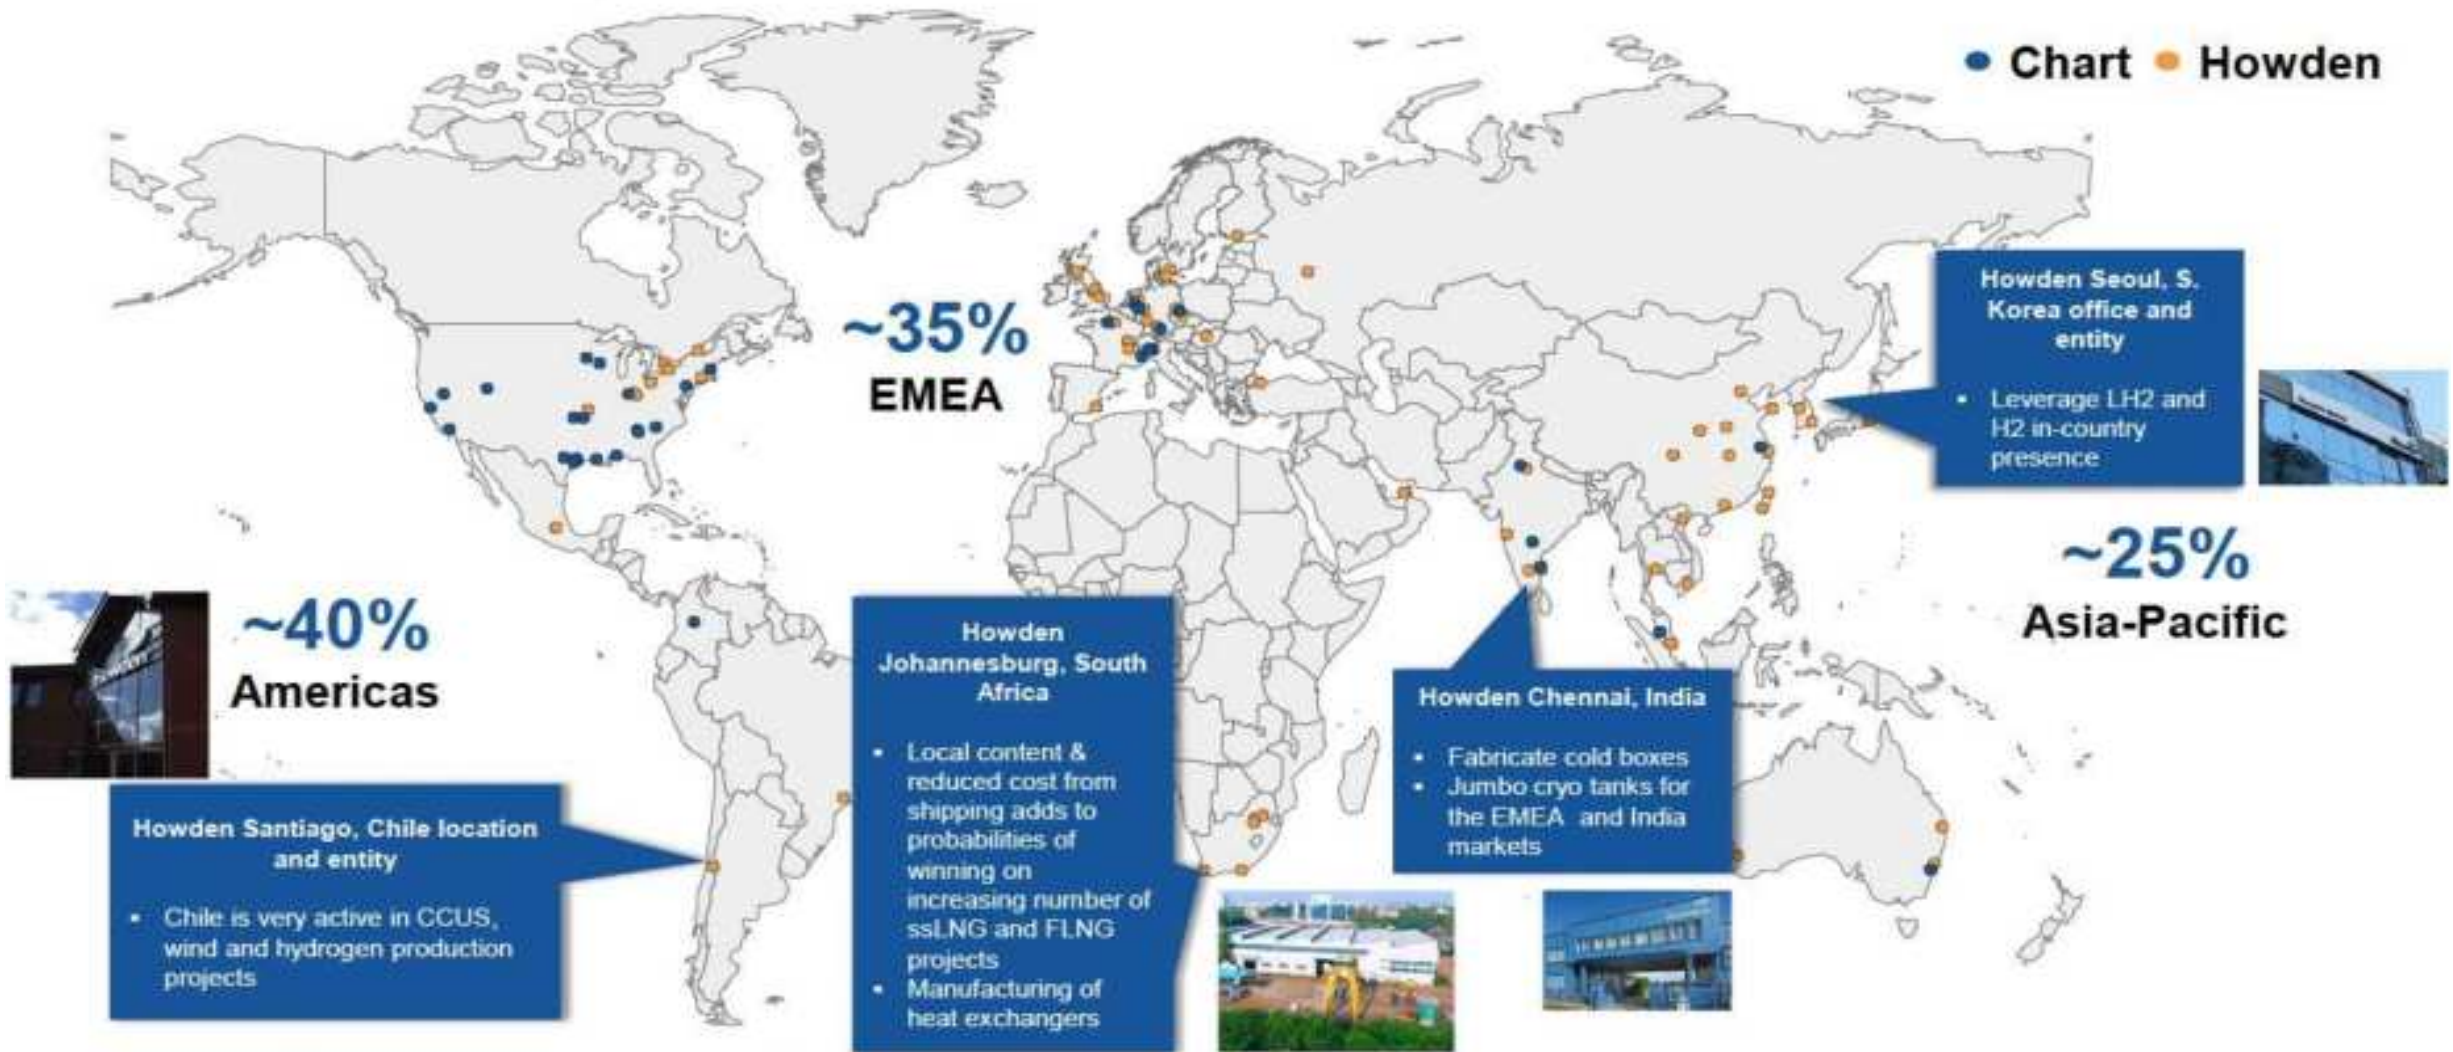 Chart Howden
~35%
EMEA
Howden Seoul, S.
Korea office and
entity
▪ Leverage LH2 and
H2 in-country
presence
~25%
Asia-Pacific
~40%
Americas
Howden Santiago, Chile location
and entity
▪ Chile is very active in CCUS,
wind and hydrogen production
projects
Howden
Johannesburg, South
Africa
▪ Local content &
reduced cost from
shipping adds to
probabilities of
winning on
increasing number of
ssLNG and FLNG
projects
▪ Manufacturing of
heat exchangers
Howden Chennai, India
▪ Fabricate cold boxes
▪ Jumbo cryo tanks for
the EMEA and India
markets